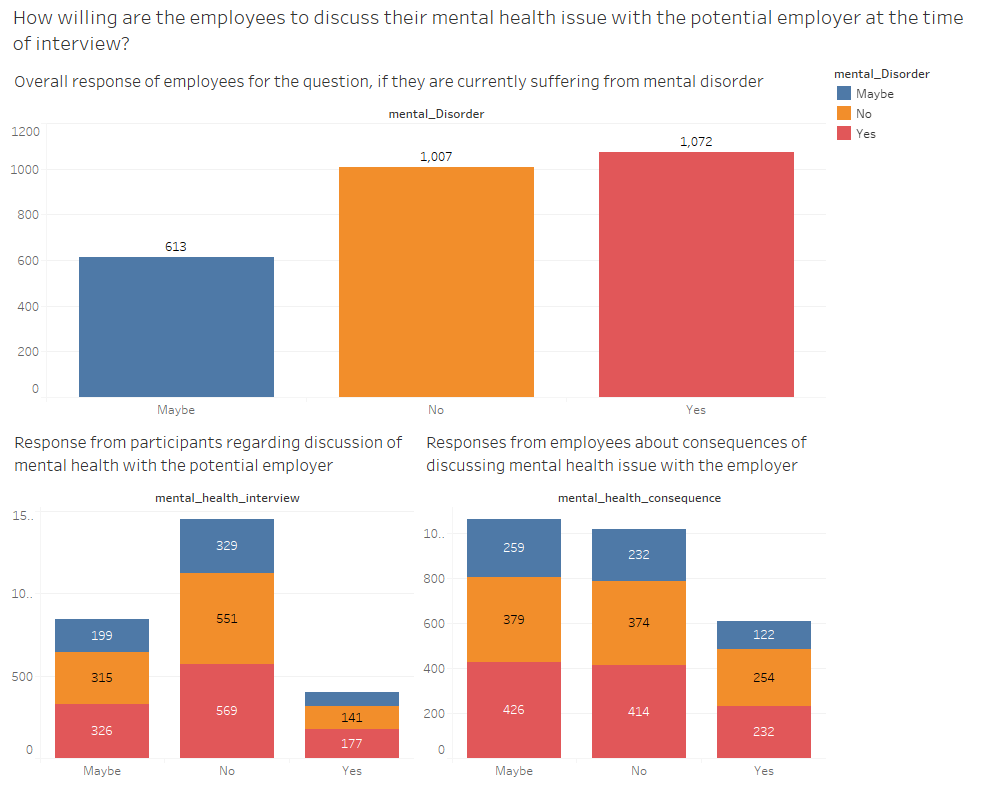 How willing are the employees to discuss their mental health issue with the potential employer at the time
of interview?
Overall response of employees for the question, if they are currently suffering from mental disorder
mental_Disorder
Maybe
No
Yes
mental_Disorder
1200
1000
800
600
400
200
0
613
1,007
1,072
Maybe
No
Yes
Response from participants regarding discussion of
mental health with the potential employer
mental_health_interview
15..
10..
500
0
199
315
326
329
551
569
141
177
Maybe
No
Yes
Responses from employees about consequences of
discussing mental health issue with the employer
mental_health_consequence
10..
800
600
400
200
0
259
379
426
232
374
414
122
254
232
Maybe
No
Yes